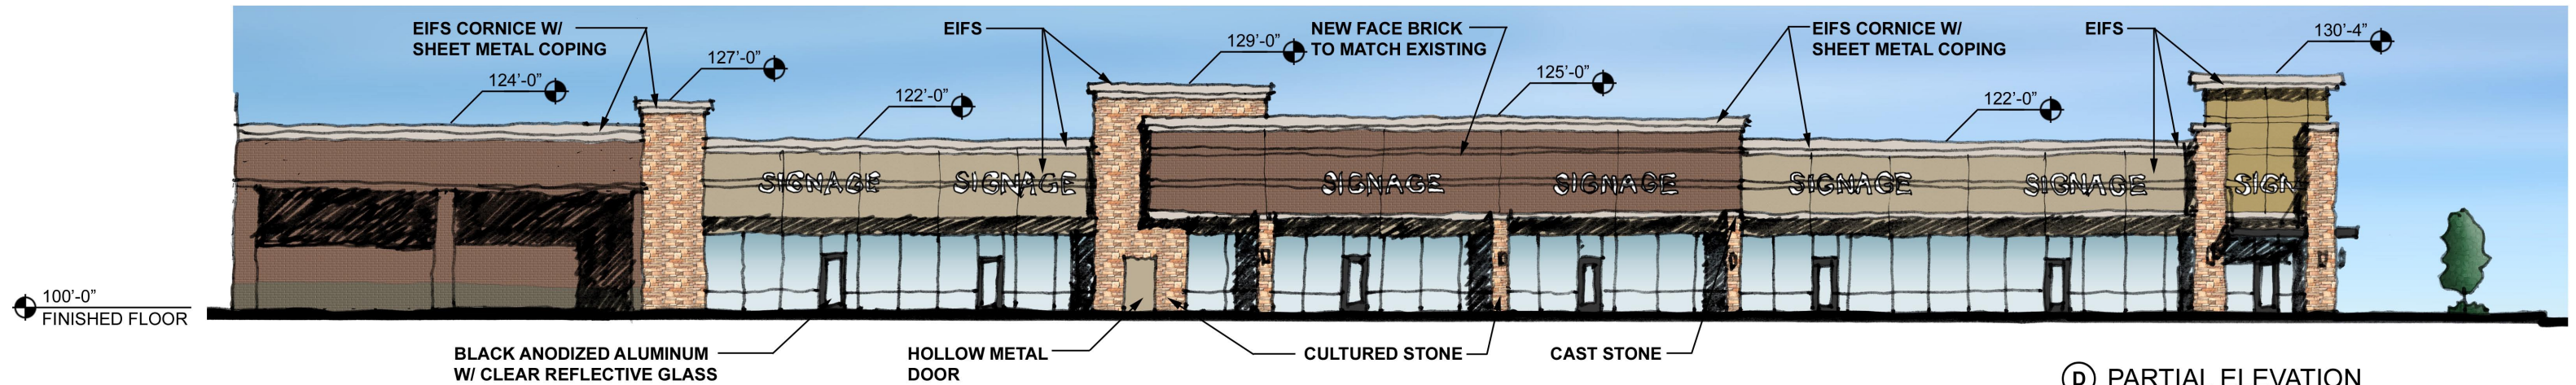 EIFS CORNICE W/
SHEET METAL COPING
EIFS
NEW FACE BRICK
TO MATCH EXISTING
EIFS CORNICE W/
SHEET METAL COPING
EIFS
130'-4"
129'-0"
127'-0"
125'-0"
124'-0"
122'-0"
122'-0"
SIGNAGE
SIGNAGE
SIGNAGE
SIGNAGE
SIGNAGE
SIGNAGE
SIGN
100'-0"
FINISHED FLOOR
BLACK ANODIZED ALUMINUM
W/ CLEAR REFLECTIVE GLASS
HOLLOW METAL
DOOR
CULTURED STONE
CAST STONE
D PARTIAL ELEVATION